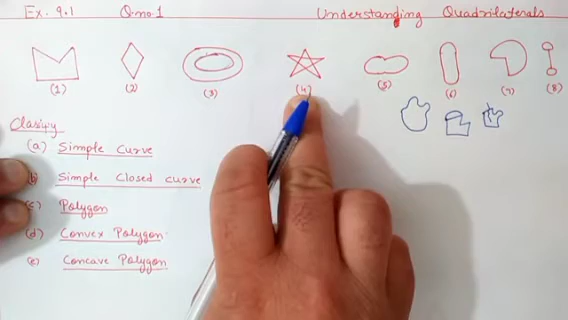 Ex. 9.1 Q.no.1 Understanding Quadrilaterals
(1) (2) (3) (4) (5) (6) (7) (8)
Classify
(a) Simple Curve
(b) Simple Closed curve
(c) Polygon
(d) Convex Polygon
(e) Concave Polygon